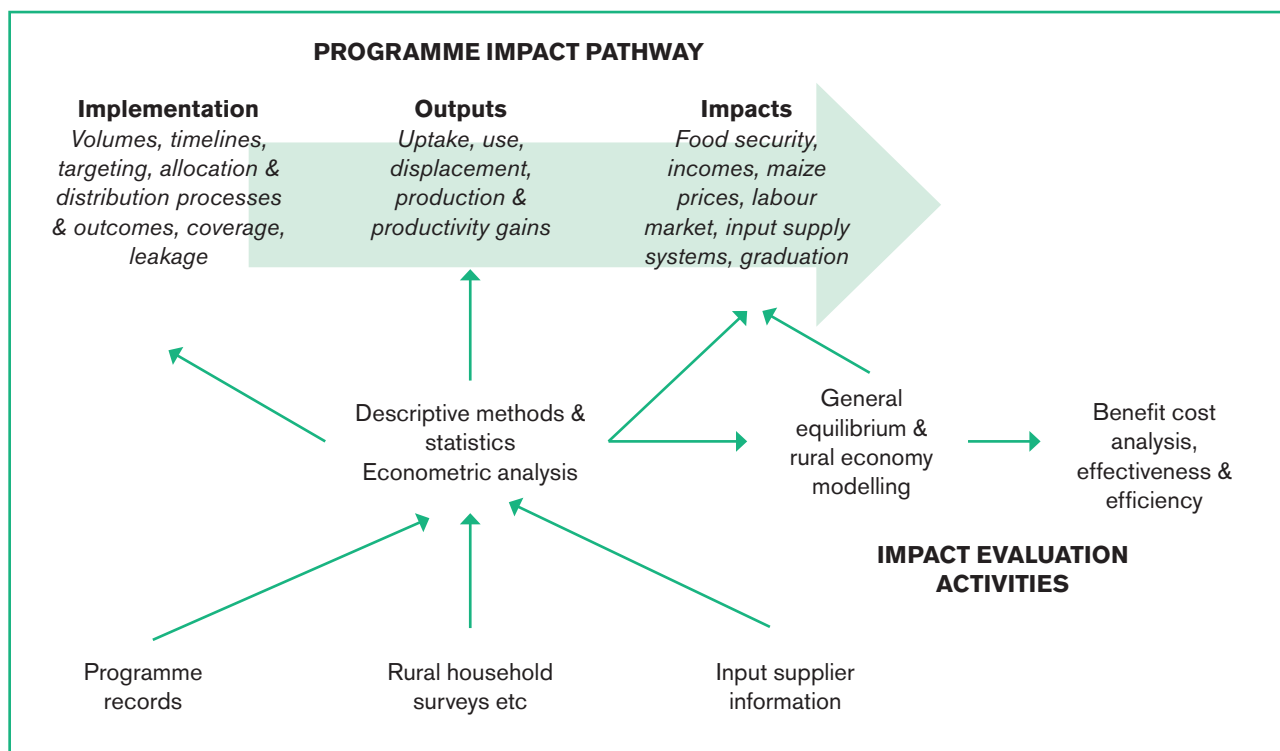 PROGRAMME IMPACT PATHWAY
Implementation
Volumes, timelines,
targeting, allocation &
distribution processes
& outcomes, coverage,
leakage
Outputs
Uptake, use,
displacement,
production &
productivity gains
Impacts
Food security,
incomes, maize
prices, labour
market, input supply
systems, graduation
Descriptive methods &
statistics
Econometric analysis
General
equilibrium &
rural economy
modelling
Benefit cost
analysis,
effectiveness &
efficiency
IMPACT EVALUATION
ACTIVITIES
Programme
records
Rural household
surveys etc
Input supplier
information